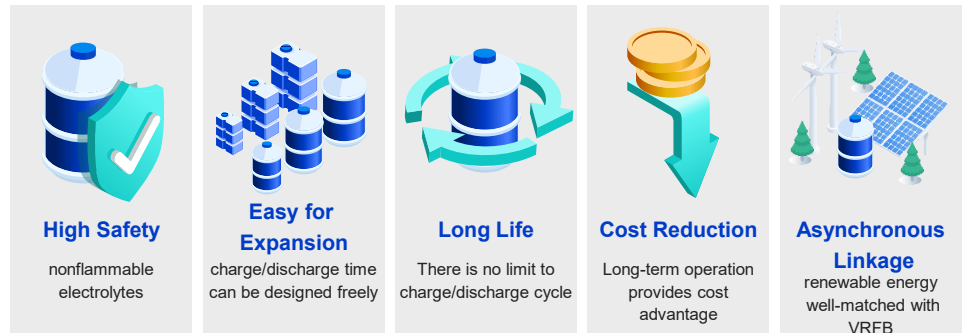 High Safety
nonflammable
electrolytes
Easy for
Expansion
charge/discharge time
can be designed freely
Long Life
There is no limit to
charge/discharge cycle
Cost Reduction
Long-term operation
provides cost
advantage
Asynchronous
Linkage
renewable energy
well-matched with
VRFB